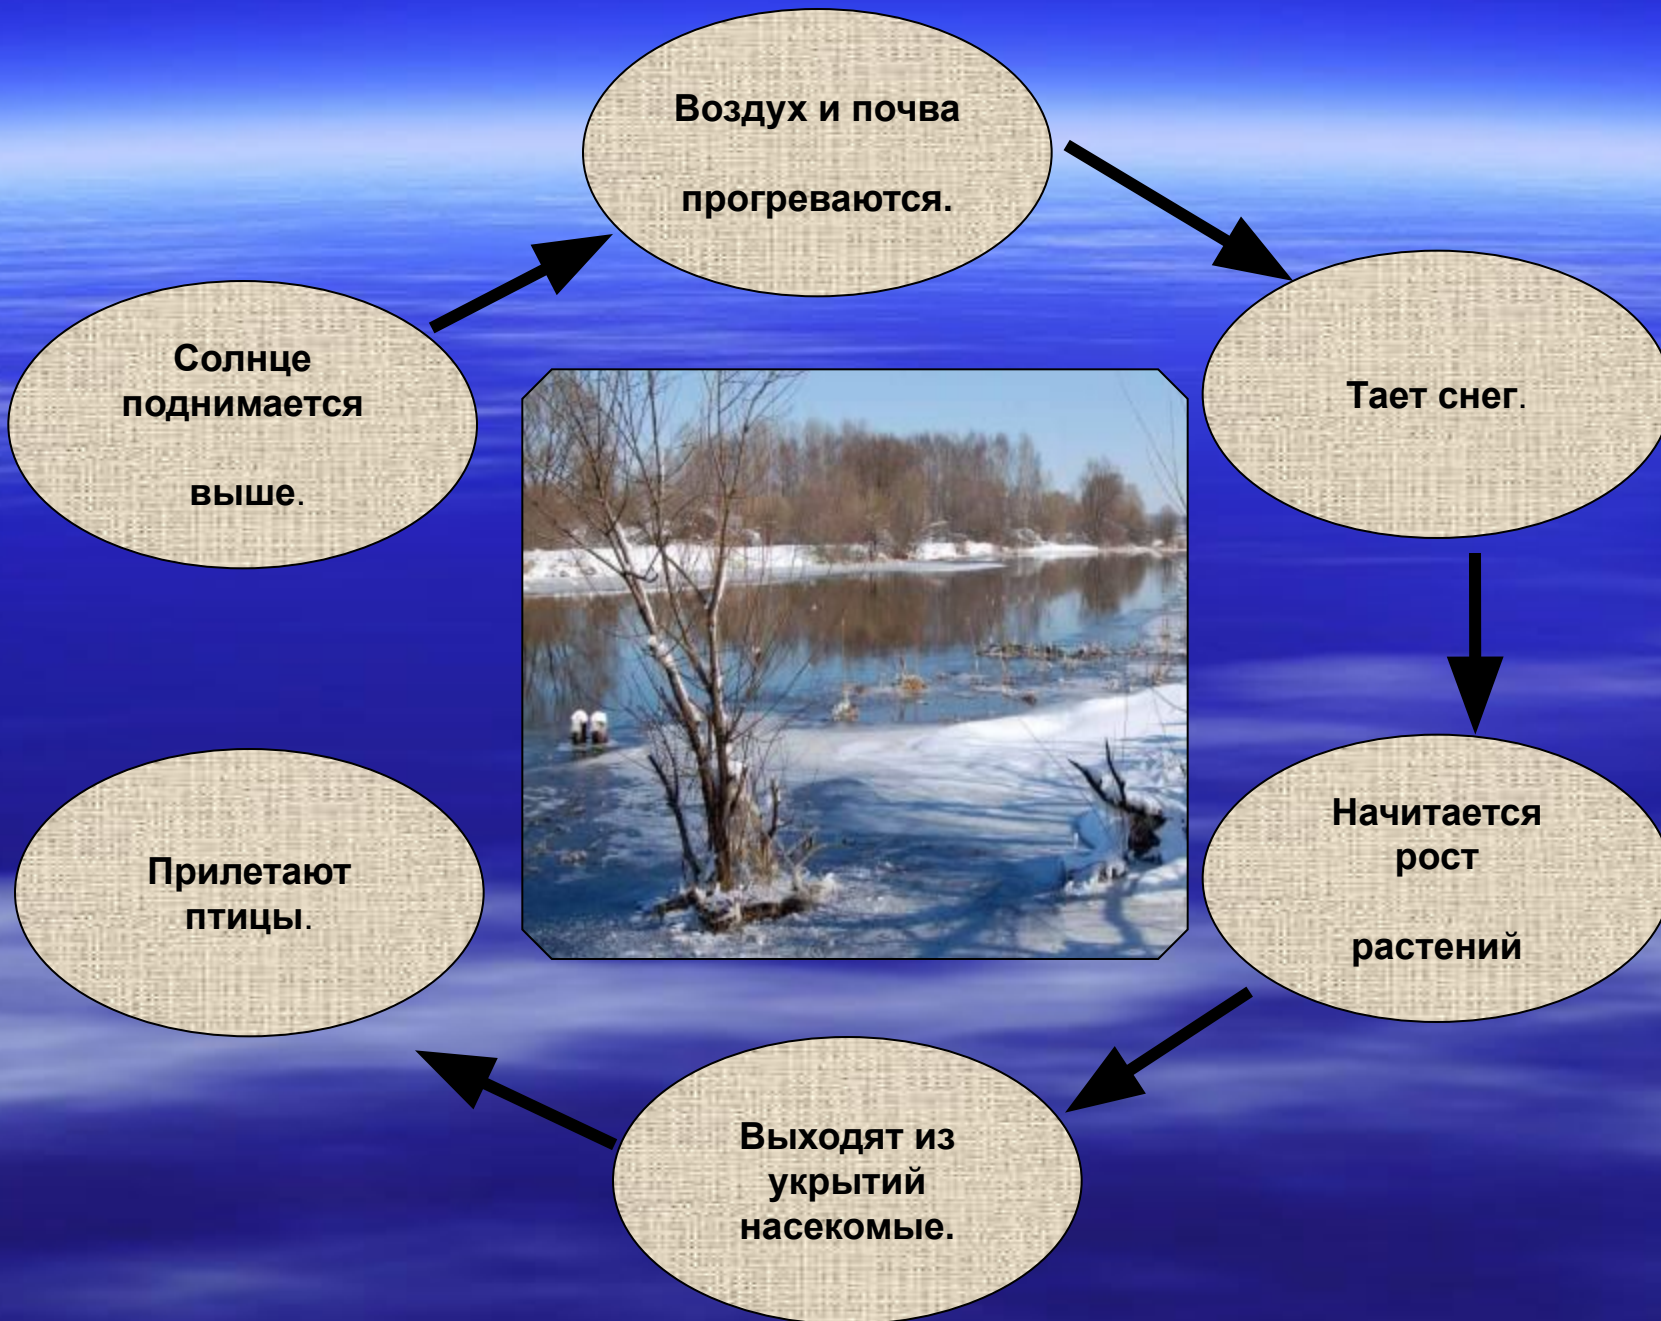 Воздух и почва
прогреваются.
Солнце
поднимается
выше.
Тает снег.
Начитается
рост
растений
Прилетают
птицы.
Выходят из
укрытий
насекомые.